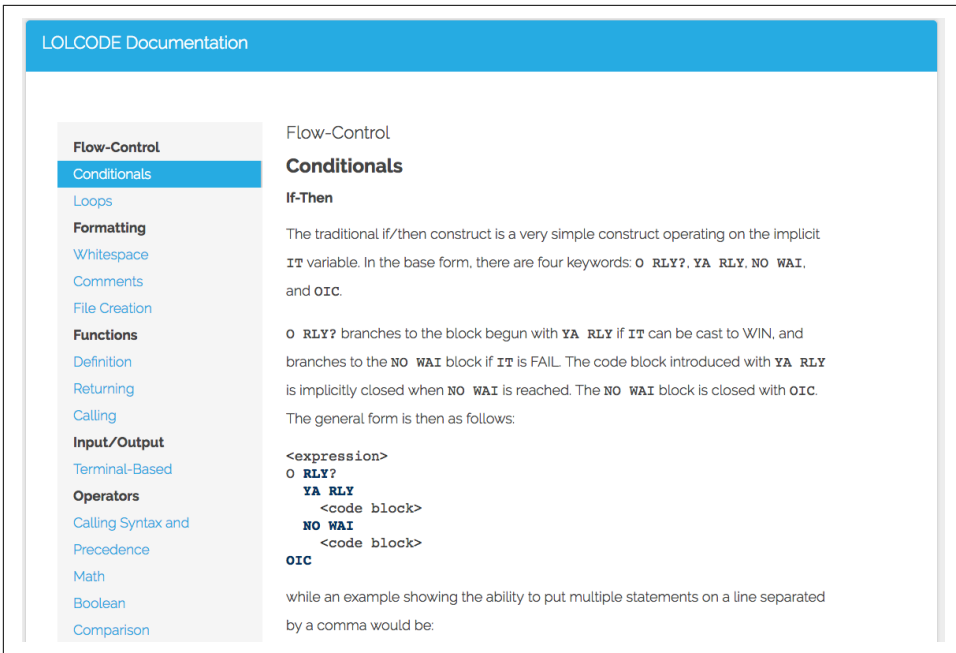 LOLCODE Documentation
Flow-Control
Conditionals
Loops
Formatting
Whitespace
Comments
File Creation
Functions
Definition
Returning
Calling
Input/Output
Terminal-Based
Operators
Calling Syntax and
Precedence
Math
Boolean
Comparison
Flow-Control
Conditionals
If-Then
The traditional if/then construct is a very simple construct operating on the implicit
IT variable. In the base form, there are four keywords: O RLY?, YA RLY, NO WAI,
and OIC.
O RLY? branches to the block begun with YA RLY if IT can be cast to WIN, and
branches to the NO WAI block if IT is FAIL. The code block introduced with YA RLY
is implicitly closed when NO WAI is reached. The NO WAI block is closed with OIC.
The general form is then as follows:
<expression>
O RLY?
  YA RLY
    <code block>
  NO WAI
    <code block>
OIC
while an example showing the ability to put multiple statements on a line separated
by a comma would be: